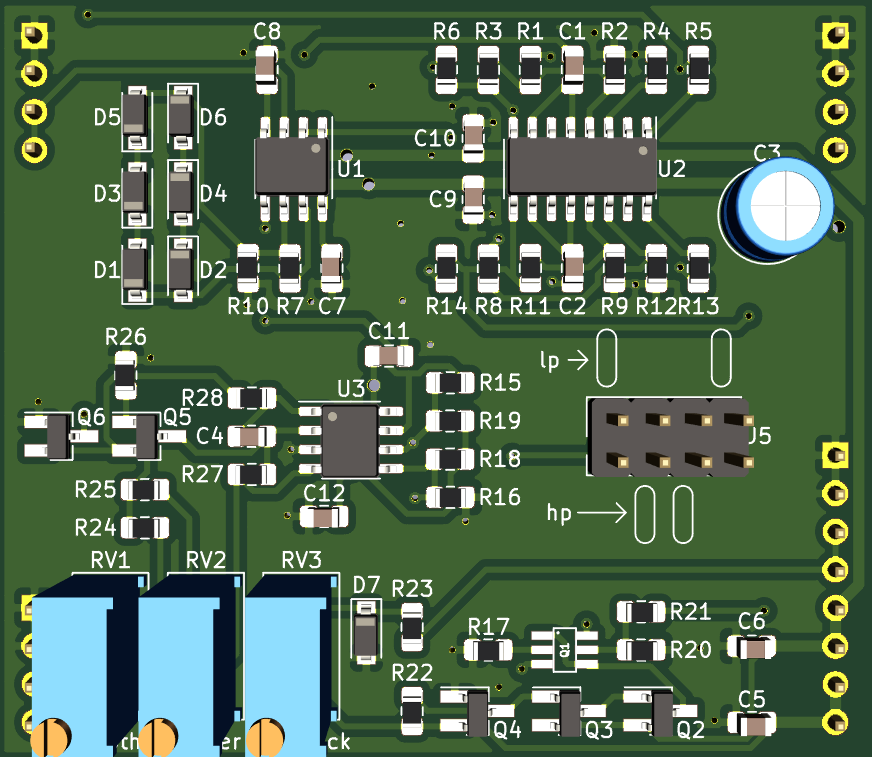 C8 R6 R3 R1 C1 R2 R4 R5
D5 D6 C10 U1 U2 C3
D3 D4 C9
D1 D2
R10 R7 C7 R14 R8 R11 C2 R9 R12 R13
R26 C11 lp
U3 R15
R28
Q6 Q5 C4 R19 J5
R27 R18
R25 C12 R16 hp
R24
RV1 RV2 RV3
D7 R23 R21
R17 Q1 R20 C6
R22 C5
Q4 Q3 Q2